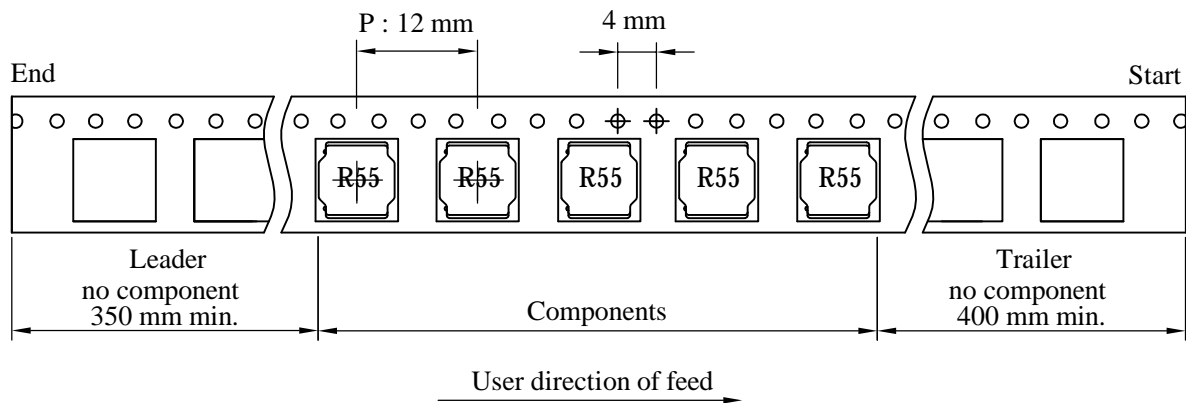 P : 12 mm
4 mm
End
Start
R55
R55
R55
R55
R55
Leader
no component
350 mm min.
Components
Trailer
no component
400 mm min.
User direction of feed